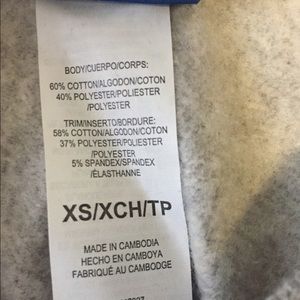 BODY/CUERPO/CORPS:
60% COTTON/ALGODON/COTON
40% POLYESTER/POLIESTER
/POLYESTER
TRIM/INSERTO/BORDURE:
58% COTTON/ALGODON/COTON
37% POLYESTER/POLIESTER
/POLYESTER
5% SPANDEX/SPANDEX
/ÉLASTHANNE
XS/XCH/TP
MADE IN CAMBODIA
HECHO EN CAMBOYA
FABRIQUÉ AU CAMBODGE